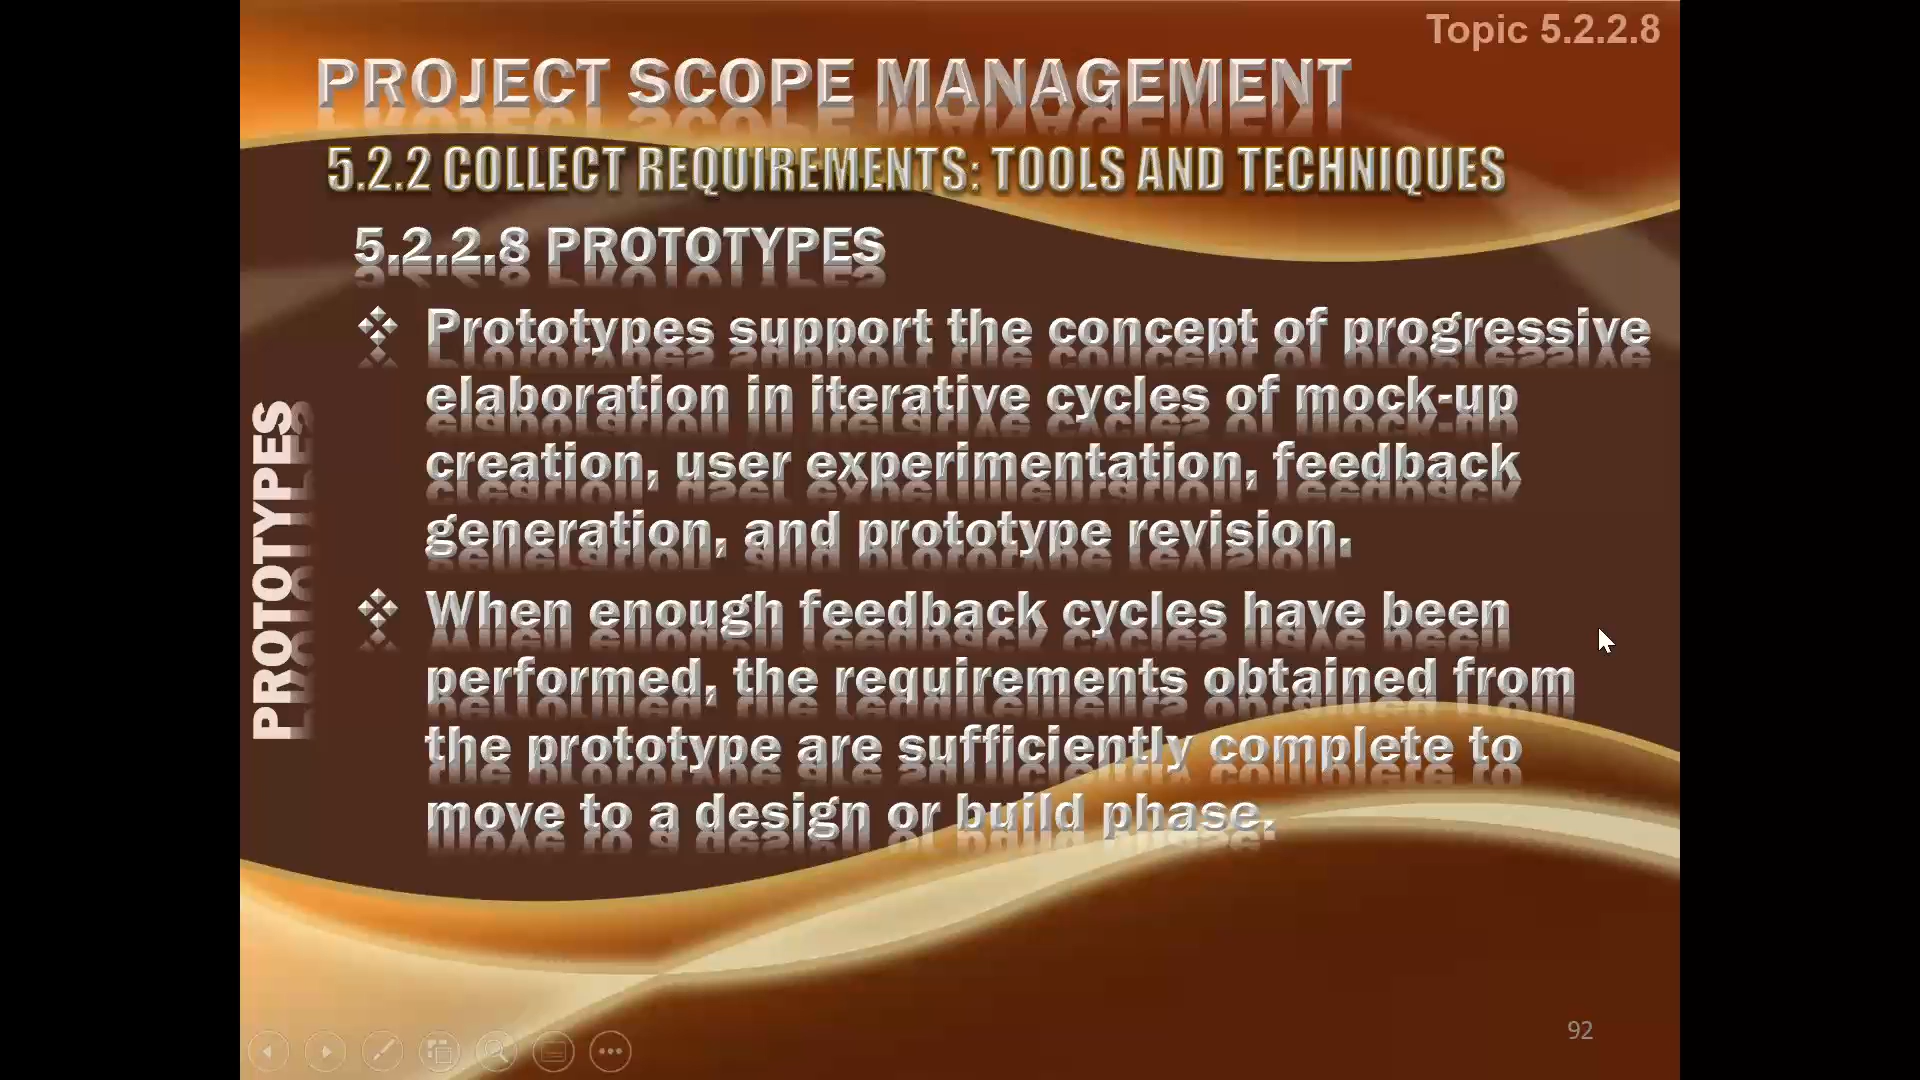 Topic 5.2.2.8
PROJECT SCOPE MANAGEMENT
5.2.2 COLLECT REQUIREMENTS: TOOLS AND TECHNIQUES
5.2.2.8 PROTOTYPES
PROTOTYPES
❖ Prototypes support the concept of progressive
elaboration in iterative cycles of mock-up
creation, user experimentation, feedback
generation, and prototype revision.
❖ When enough feedback cycles have been
performed, the requirements obtained from
the prototype are sufficiently complete to
move to a design or build phase.
92